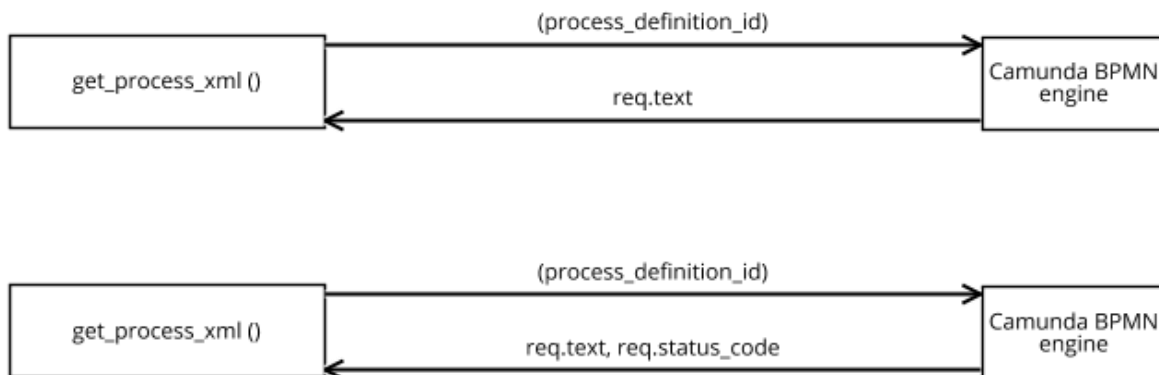 (process_definition_id)
get_process_xml ()
Camunda BPMN
engine
req.text
(process_definition_id)
get_process_xml ()
Camunda BPMN
engine
req.text, req.status_code